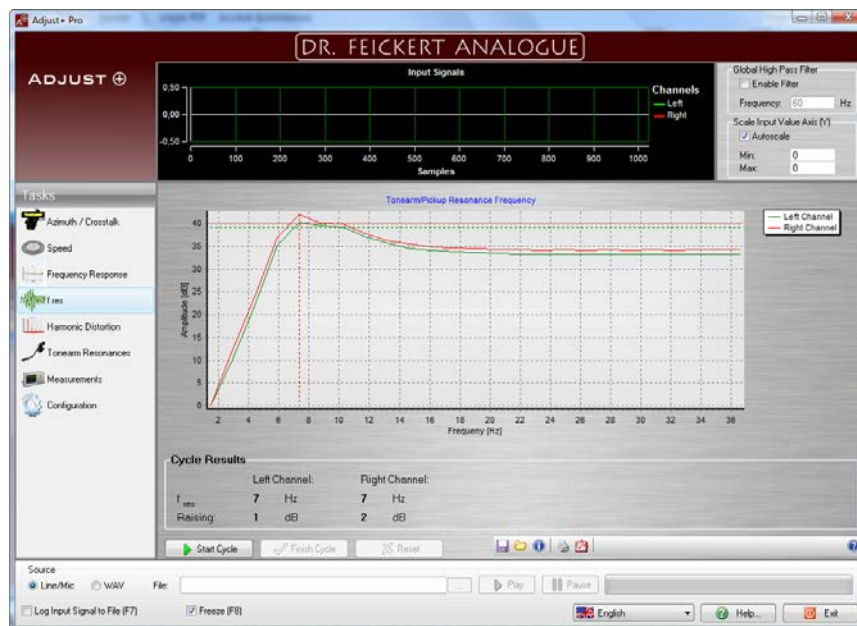 Adjust+ Pro
DR. FEICKERT ANALOGUE
ADJUST+
Input Signals
0,50
0,00
-0,50
0 100 200 300 400 500 600 700 800 900 1000
Samples
Channels
Left
Right
Global High Pass Filter
Enable Filter
Frequency: 60 Hz
Scale Input Value Axis (Y)
Autoscale
Min: 0
Max: 0
Tasks
Azimuth / Crosstalk
Speed
Frequency Response
f res
Harmonic Distortion
Tonearm Resonances
Measurements
Configuration
Tonearm/Pickup Resonance Frequency
Left Channel
Right Channel
Amplitude [dB]
40
35
30
25
20
15
10
5
0
2 4 6 8 10 12 14 16 18 20 22 24 26 28 30 32 34 36
Frequeny [Hz]
Cycle Results
Left Channel: Right Channel:
f res 7 Hz 7 Hz
Raising: 1 dB 2 dB
Start Cycle Finish Cycle Reset
Source
Line/Mic WAV File: ... Play Pause
Log Input Signal to File (F7) Freeze (F8) English Help... Exit